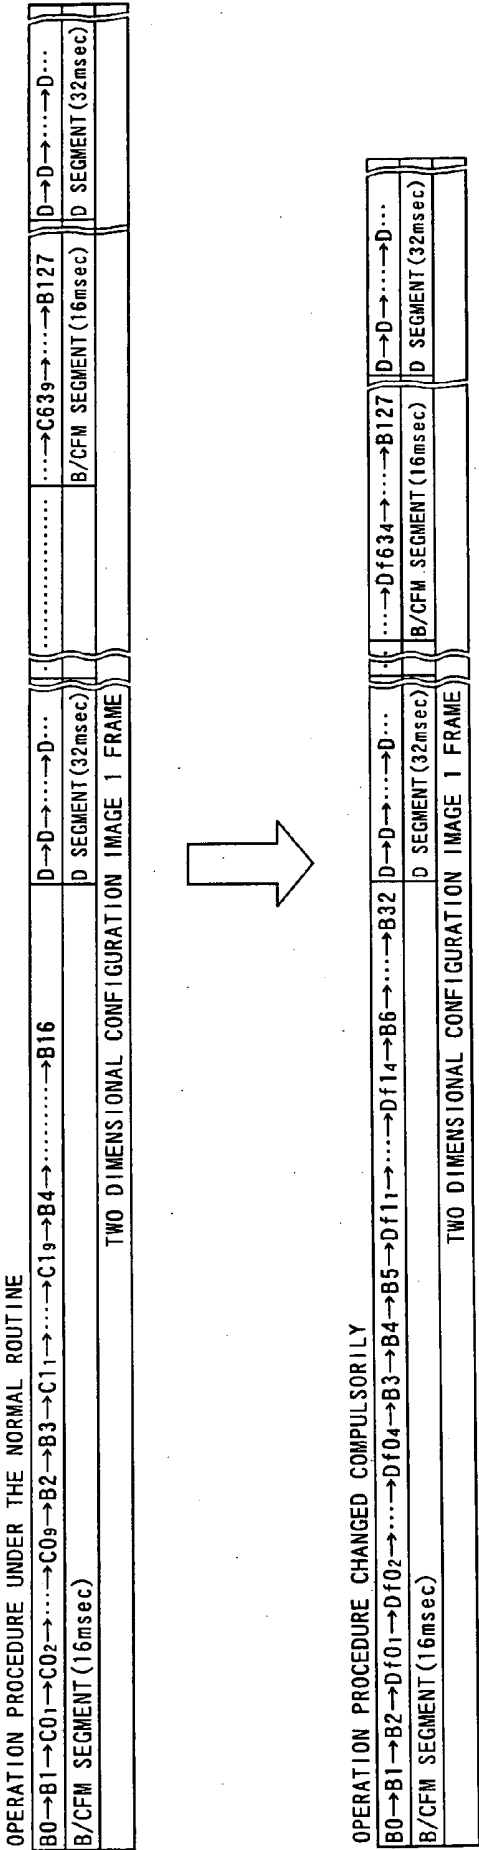 OPERATION PROCEDURE UNDER THE NORMAL ROUTINE
B0→B1→C0₁→C0₂→····→C0₉→B2→B3→C1₁→····→C1₉→B4→··········→B16 D→D→····→D··· ·················· ····→C63₉→····→B127 D→D→····→D···
B/CFM SEGMENT(16msec) D SEGMENT(32msec) B/CFM SEGMENT(16msec) D SEGMENT(32msec)
TWO DIMENSIONAL CONFIGURATION IMAGE 1 FRAME
OPERATION PROCEDURE CHANGED COMPULSORILY
B0→B1→B2→Df0₁→Df0₂→····→Df0₄→B3→B4→B5→Df1₁→····→Df1₄→B6→····→B32 D→D→····→D··· ··· ····→Df63₄→····→B127 D→D→····→D···
B/CFM SEGMENT(16msec) D SEGMENT(32msec) B/CFM SEGMENT(16msec) D SEGMENT(32msec)
TWO DIMENSIONAL CONFIGURATION IMAGE 1 FRAME